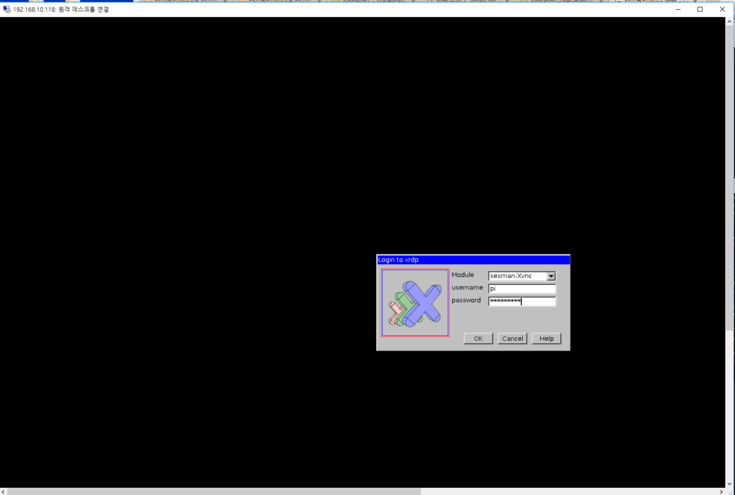 192.168.10.118: 원격 데스크톱 연결
Login to xrdp
Module
sesman-Xvnc
username
pi
password
*********
OK
Cancel
Help